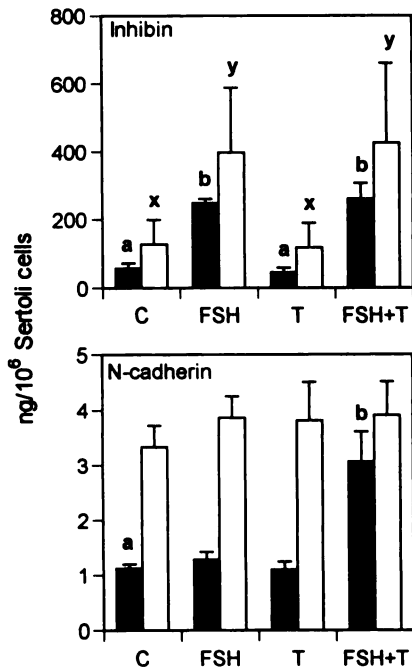 ng/10⁶ Sertoli cells
Inhibin
800
600
400
200
0
a
x
b
y
a
x
b
y
C FSH T FSH+T
N-cadherin
5
4
3
2
1
0
a
b
C FSH T FSH+T